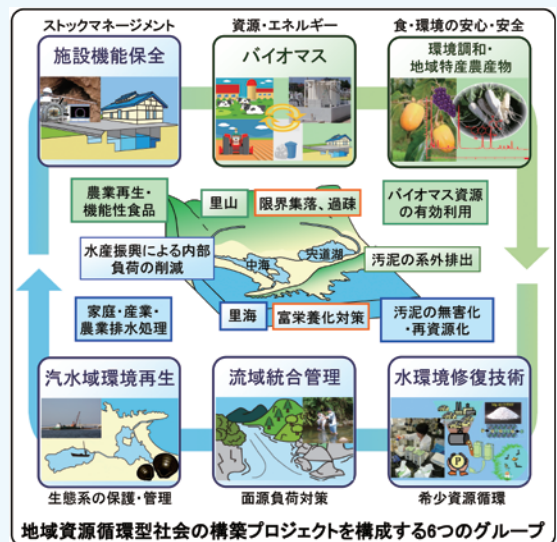 ストックマネージメント
資源・エネルギー
食・環境の安心・安全
施設機能保全
バイオマス
環境調和・
地域特産農産物
農業再生・
機能性食品
里山
限界集落、過疎
バイオマス資源
の有効利用
水産振興による内部
負荷の削減
中海
宍道湖
汚泥の系外排出
家庭・産業・
農業排水処理
里海
富栄養化対策
汚泥の無害化
・再資源化
汽水域環境再生
流域統合管理
水環境修復技術
P
生態系の保護・管理
面源負荷対策
希少資源循環
地域資源循環型社会の構築プロジェクトを構成する6つのグループ